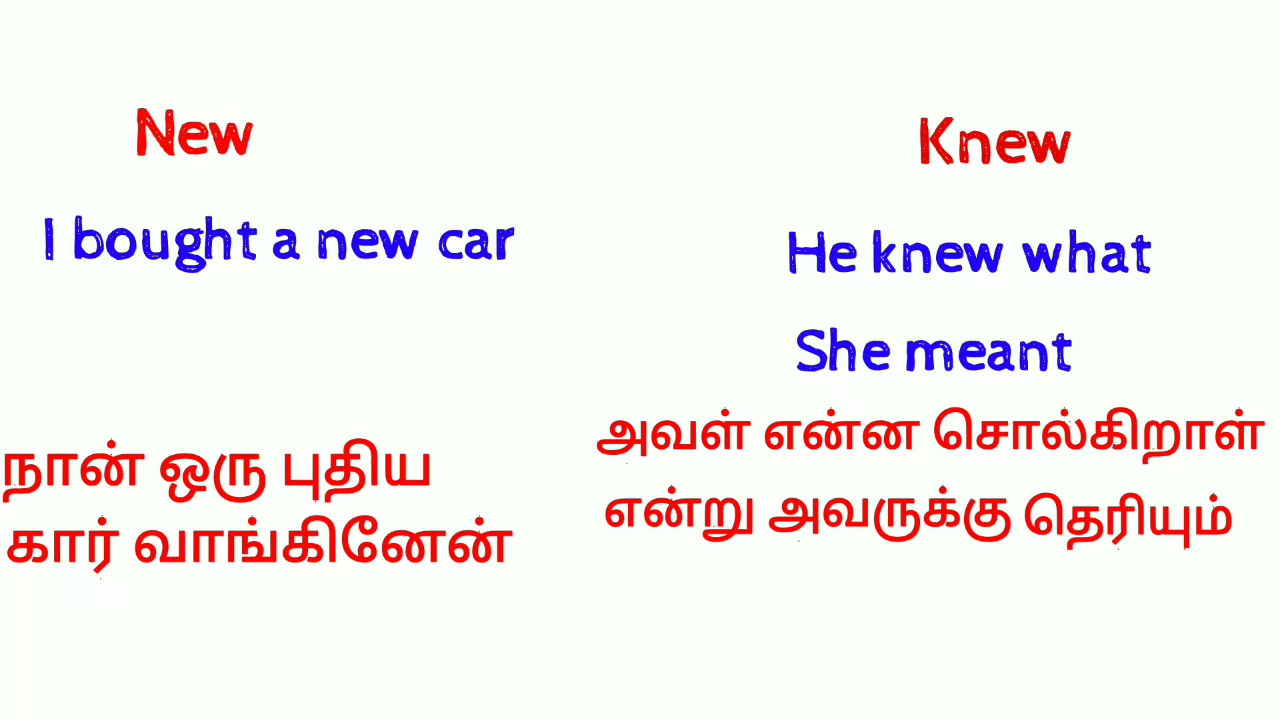 New
I bought a new car
நான் ஒரு புதிய
கார் வாங்கினேன்
Knew
He knew what
She meant
அவள் என்ன சொல்கிறாள்
என்று அவருக்கு தெரியும்